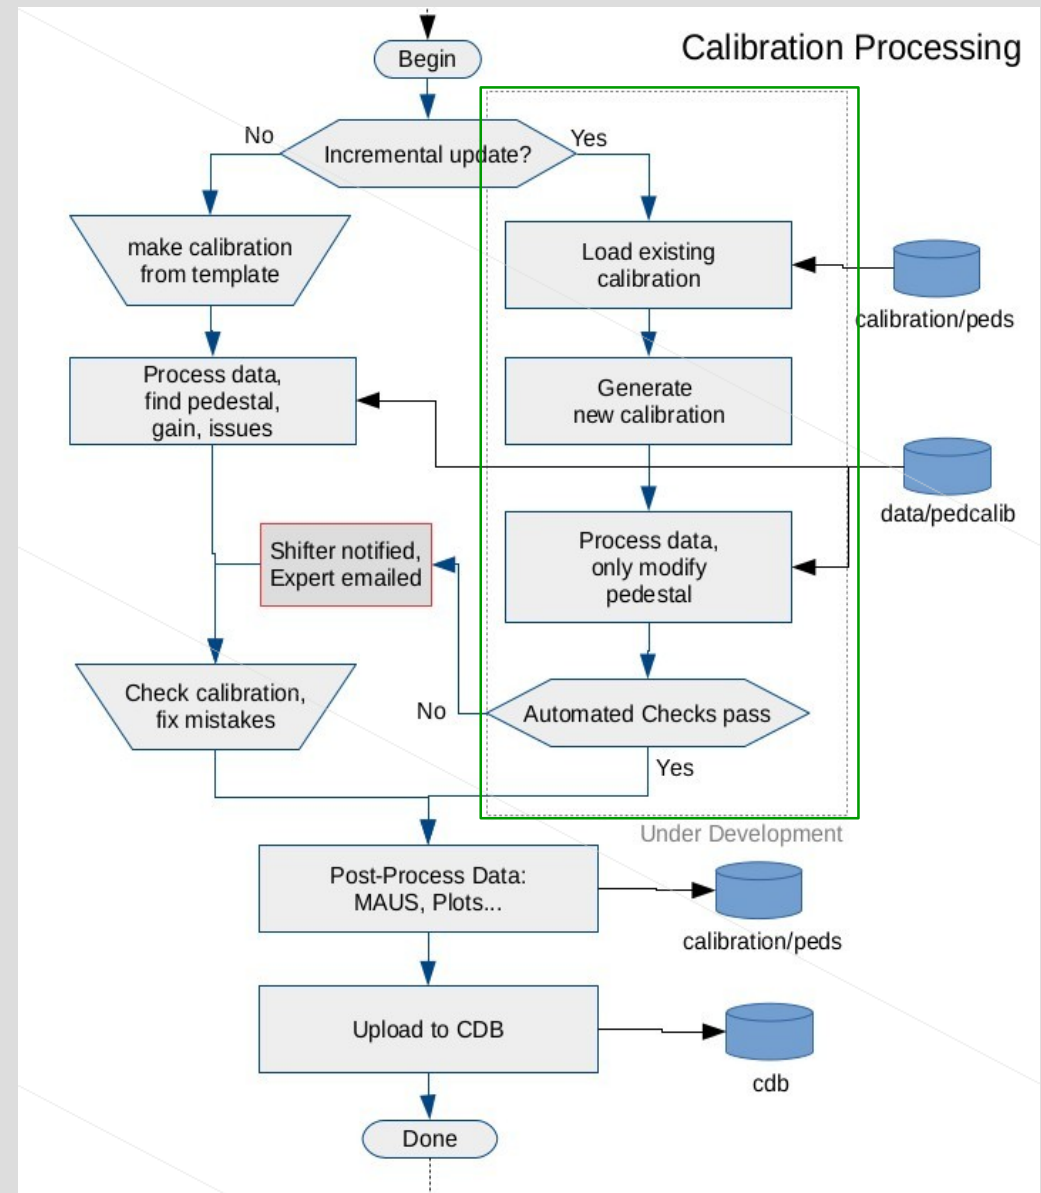 Calibration Processing
Begin
No
Incremental update?
Yes
make calibration
from template
Load existing
calibration
calibration/peds
Process data,
find pedestal,
gain, issues
Generate
new calibration
data/pedcalib
Shifter notified,
Expert emailed
Process data,
only modify
pedestal
Check calibration,
fix mistakes
No
Automated Checks pass
Yes
Under Development
Post-Process Data:
MAUS, Plots...
calibration/peds
Upload to CDB
cdb
Done